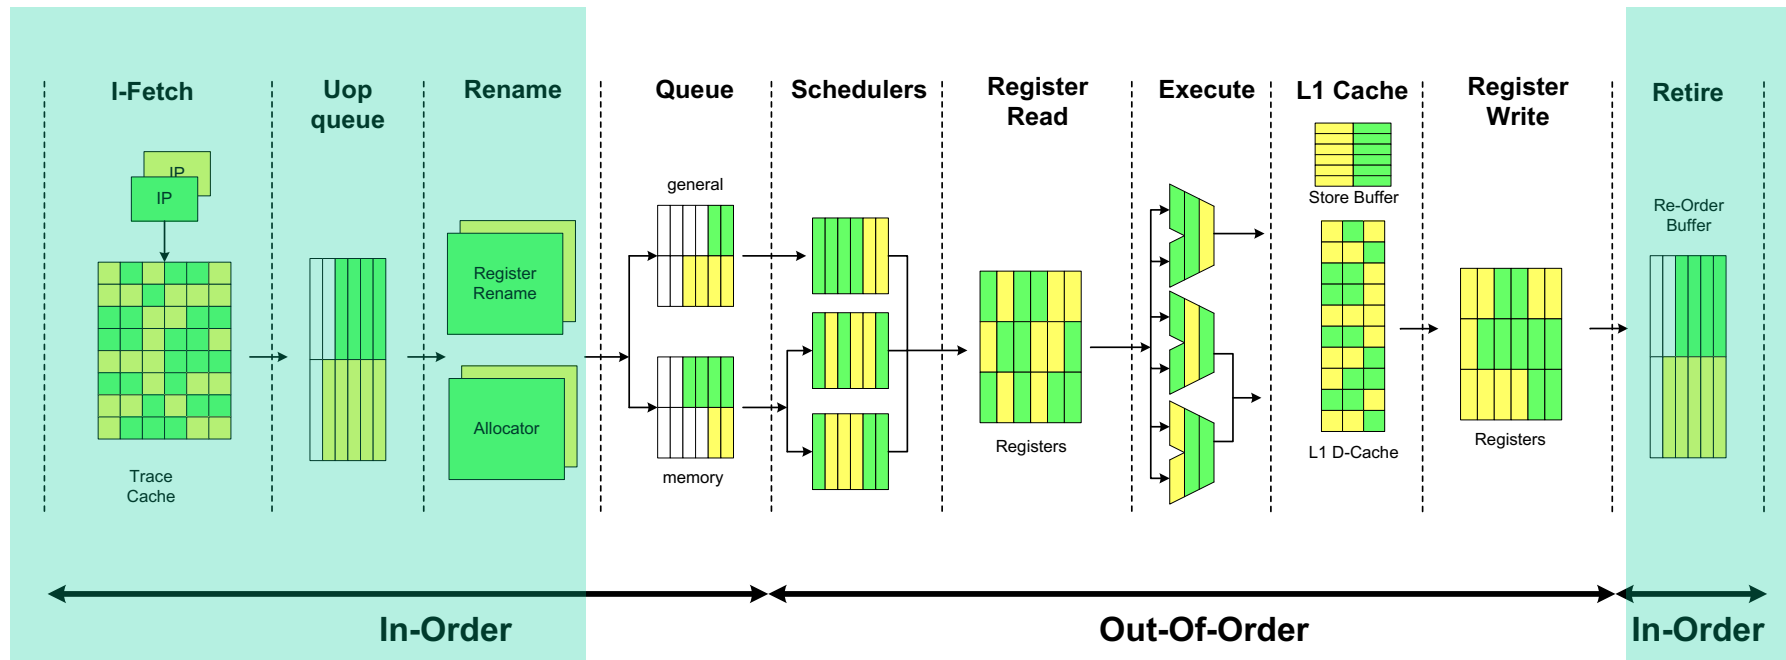 I-Fetch
Uop
queue
Rename
Queue
Schedulers
Register
Read
Execute
L1 Cache
Register
Write
Retire
IP
IP
Trace
Cache
Register
Rename
Allocator
general
memory
Registers
Store Buffer
L1 D-Cache
Registers
Re-Order
Buffer
In-Order
Out-Of-Order
In-Order